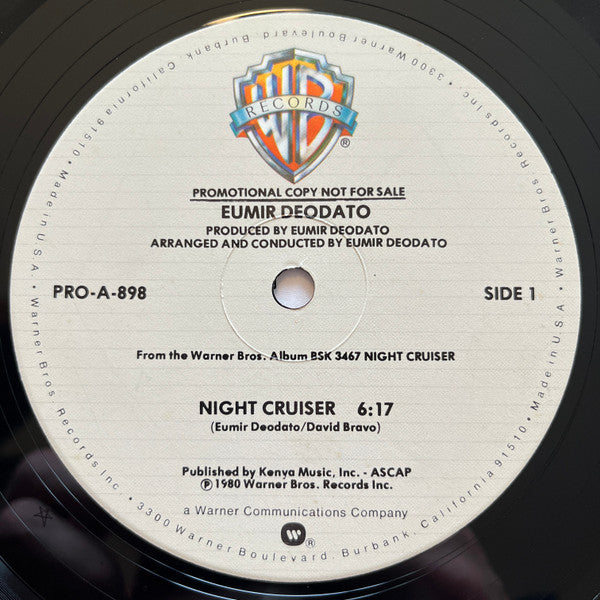 WB
RECORDS
®
PROMOTIONAL COPY NOT FOR SALE
EUMIR DEODATO
PRODUCED BY EUMIR DEODATO
ARRANGED AND CONDUCTED BY EUMIR DEODATO
PRO-A-898
SIDE 1
From the Warner Bros. Album BSK 3467 NIGHT CRUISER
NIGHT CRUISER 6:17
(Eumir Deodato/David Bravo)
Published by Kenya Music, Inc. - ASCAP
℗ 1980 Warner Bros. Records Inc.
a Warner Communications Company
®
Warner Bros. Records Inc. • 3300 Warner Boulevard, Burbank, California 91510 • Made in U.S.A. •
Warner Bros. Records Inc. • 3300 Warner Boulevard, Burbank, California 91510 • Made in U.S.A. •